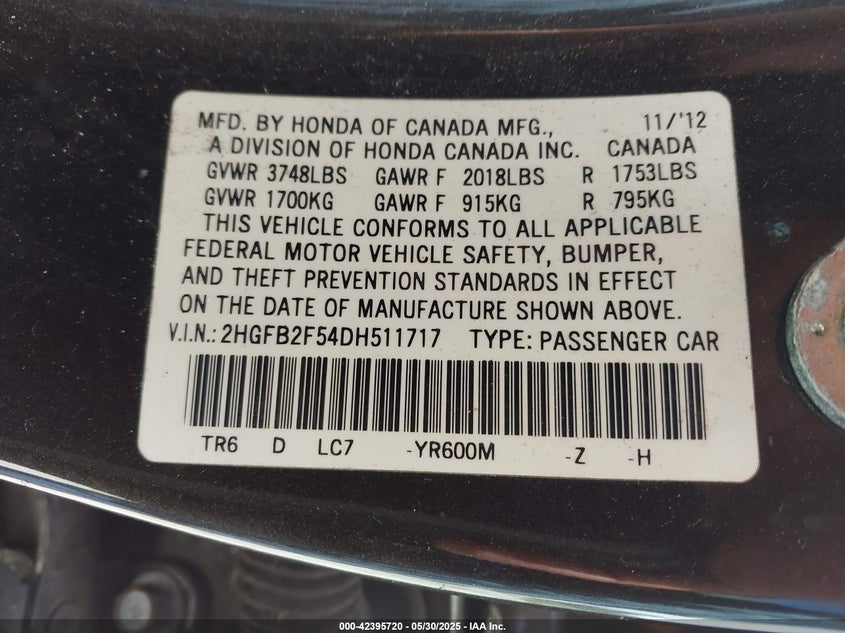 MFD. BY HONDA OF CANADA MFG., 11/'12
A DIVISION OF HONDA CANADA INC. CANADA
GVWR 3748LBS GAWR F 2018LBS R 1753LBS
GVWR 1700KG GAWR F 915KG R 795KG
THIS VEHICLE CONFORMS TO ALL APPLICABLE
FEDERAL MOTOR VEHICLE SAFETY, BUMPER,
AND THEFT PREVENTION STANDARDS IN EFFECT
ON THE DATE OF MANUFACTURE SHOWN ABOVE.
V.I.N.: 2HGFB2F54DH511717 TYPE: PASSENGER CAR
TR6 D LC7 -YR600M -Z -H
000-42395720 — 05/30/2025 — IAA Inc.